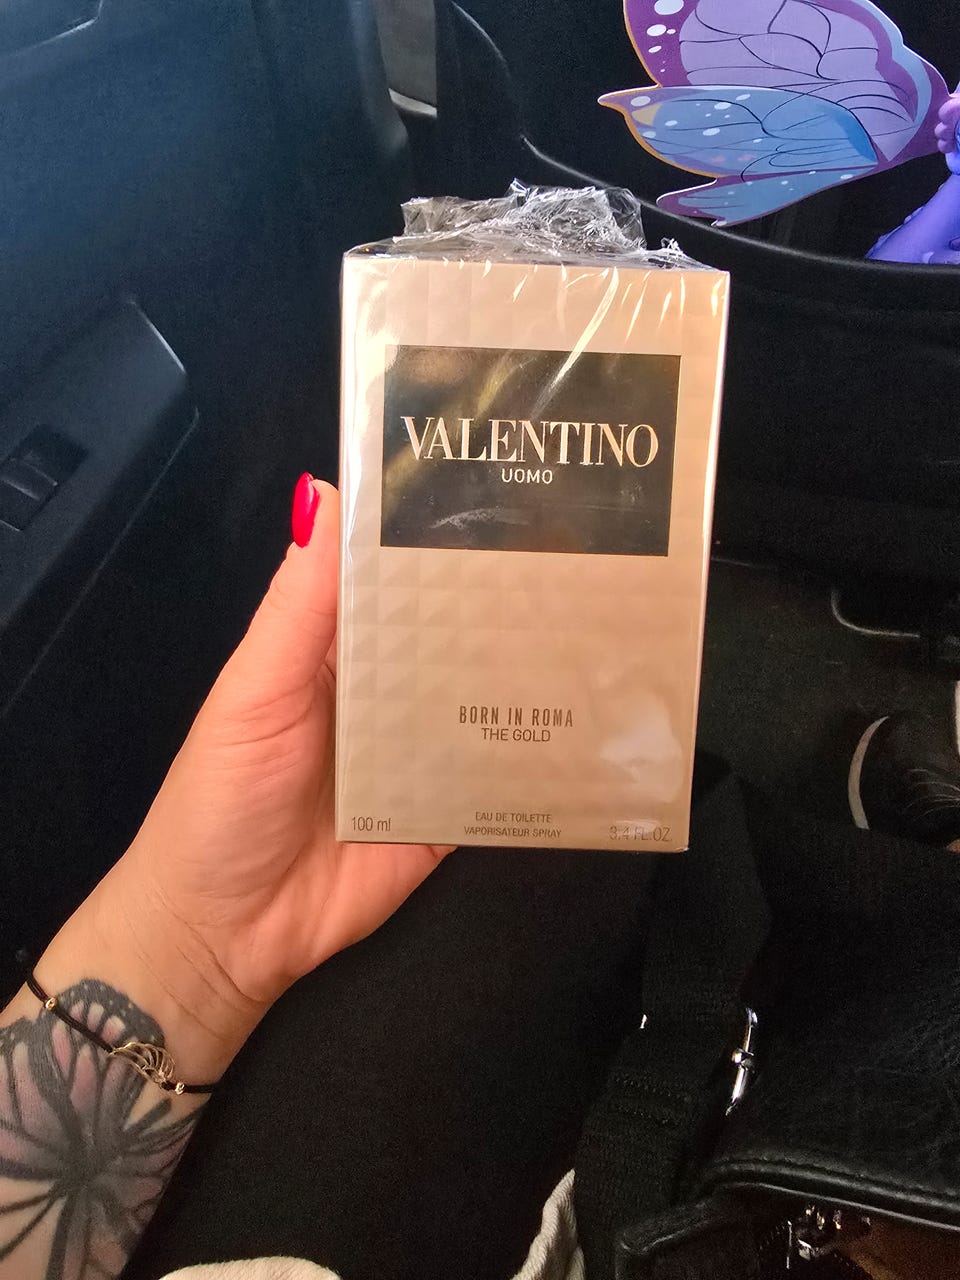 VALENTINO
UOMO
BORN IN ROMA
THE GOLD
EAU DE TOILETTE
100 ml VAPORISATEUR SPRAY 3.4 FL.OZ.